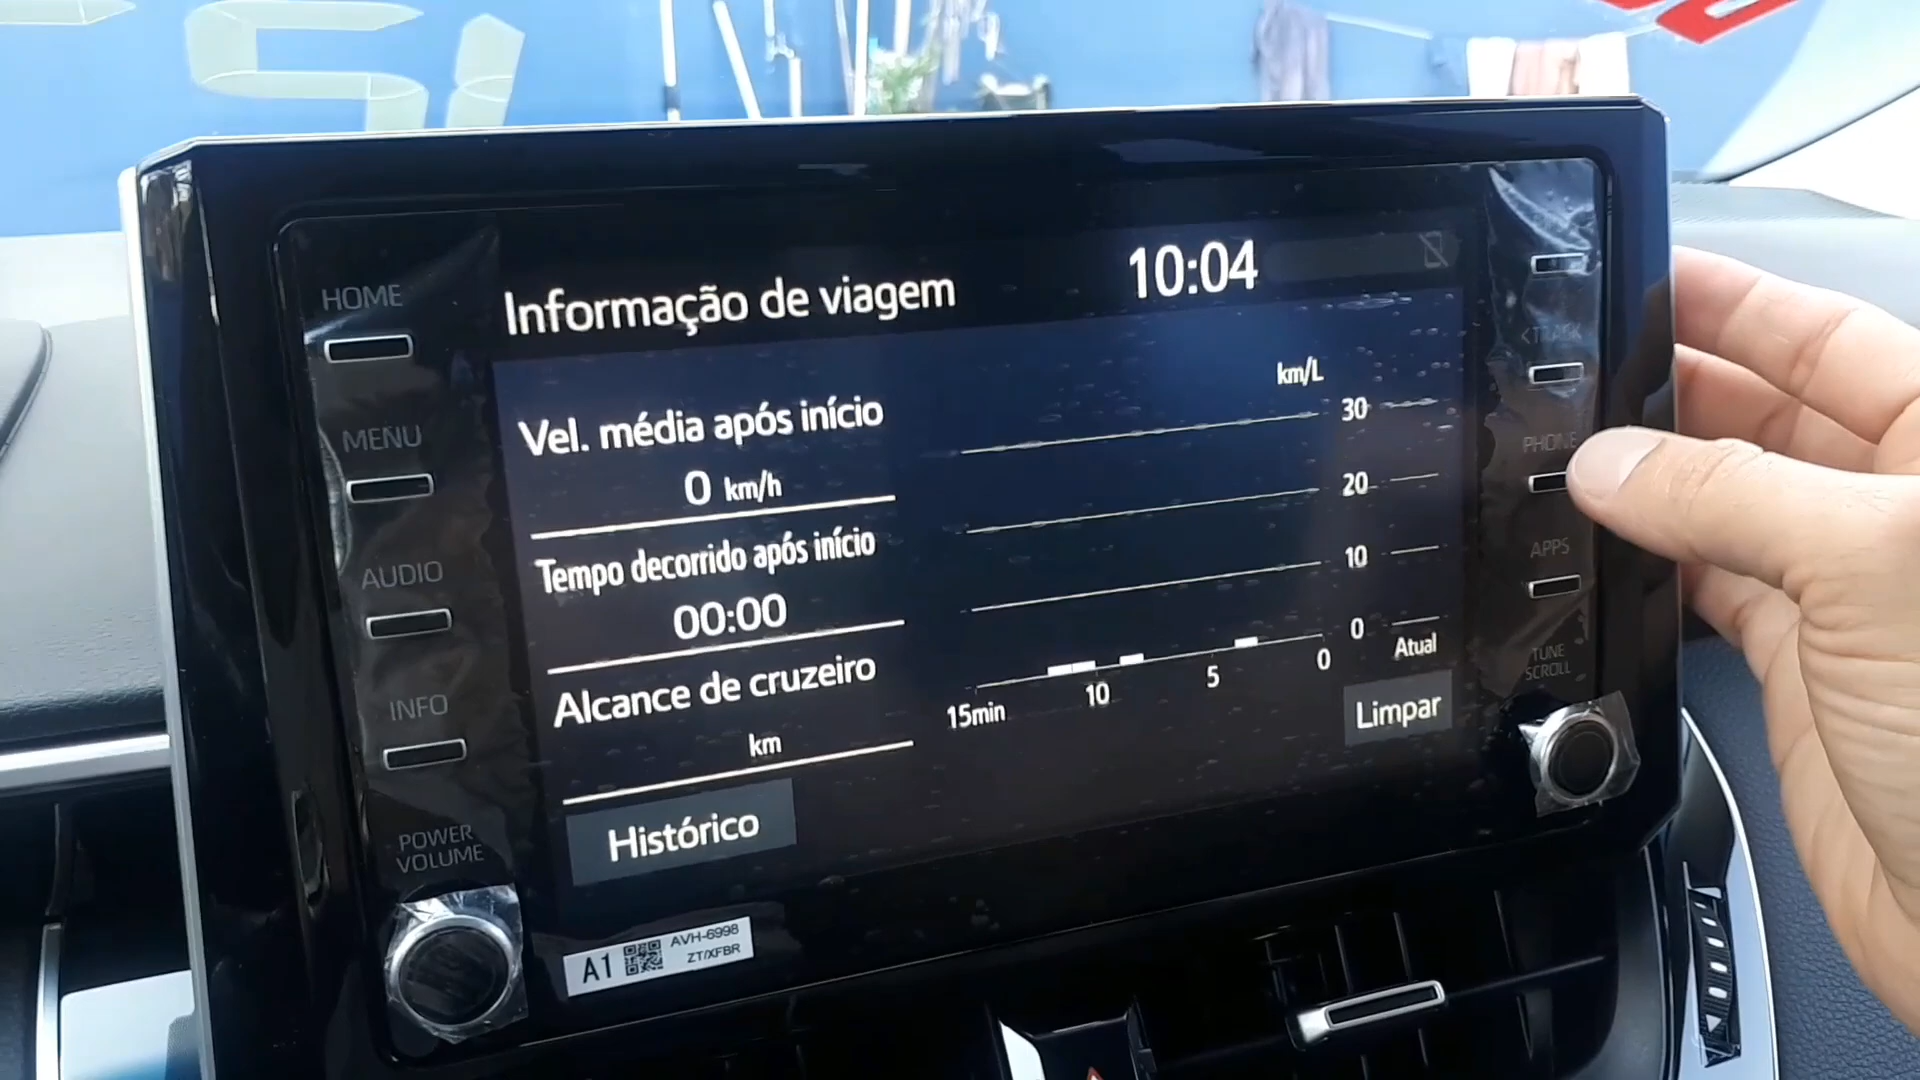 HOME
MENU
AUDIO
INFO
POWER
VOLUME
Informação de viagem
10:04
Vel. média após início
0 km/h
Tempo decorrido após início
00:00
Alcance de cruzeiro
km
Histórico
km/L
30
20
10
0
Atual
15min
10
5
0
Limpar
<TRACK
PHONE
APPS
TUNE
SCROLL
A1
AVH-6998
ZT/XFBR